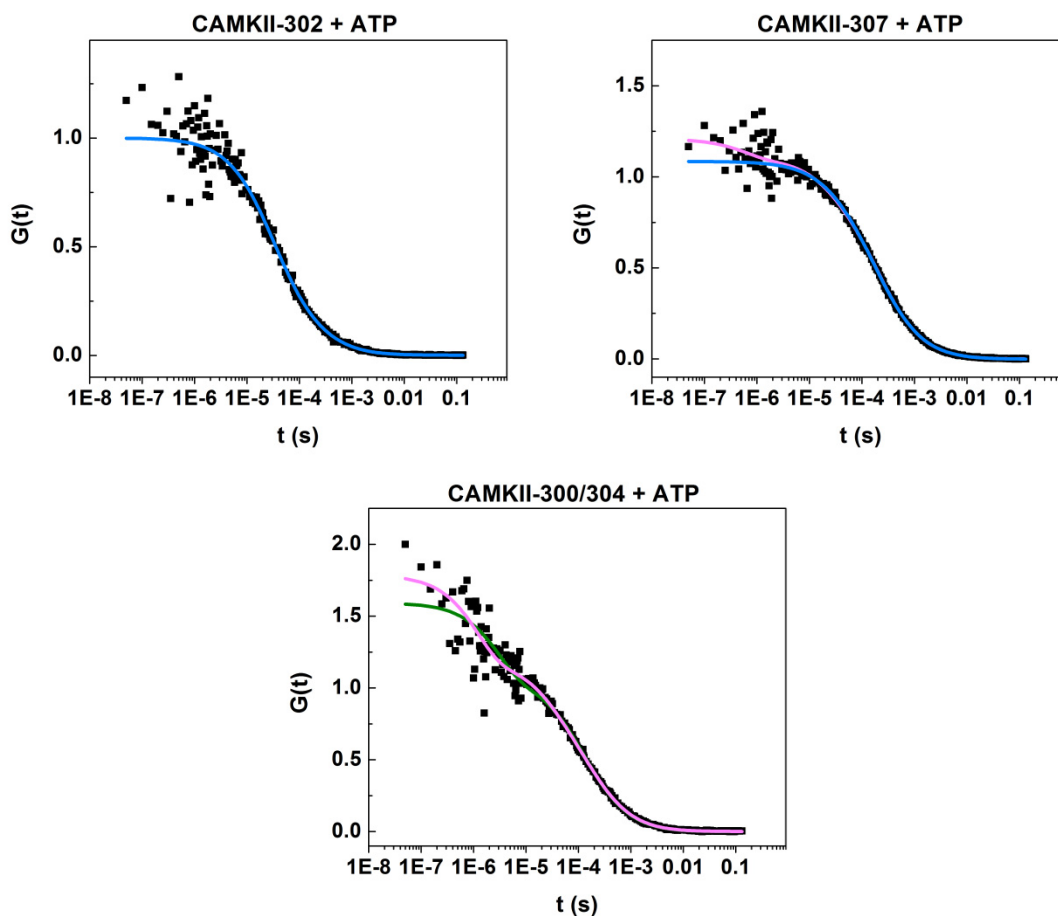 CAMKII-302 + ATP
G(t)
1.0
0.5
0.0
1E-8 1E-7 1E-6 1E-5 1E-4 1E-3 0.01 0.1
t (s)
CAMKII-307 + ATP
G(t)
1.5
1.0
0.5
0.0
1E-8 1E-7 1E-6 1E-5 1E-4 1E-3 0.01 0.1
t (s)
CAMKII-300/304 + ATP
G(t)
2.0
1.5
1.0
0.5
0.0
1E-8 1E-7 1E-6 1E-5 1E-4 1E-3 0.01 0.1
t (s)